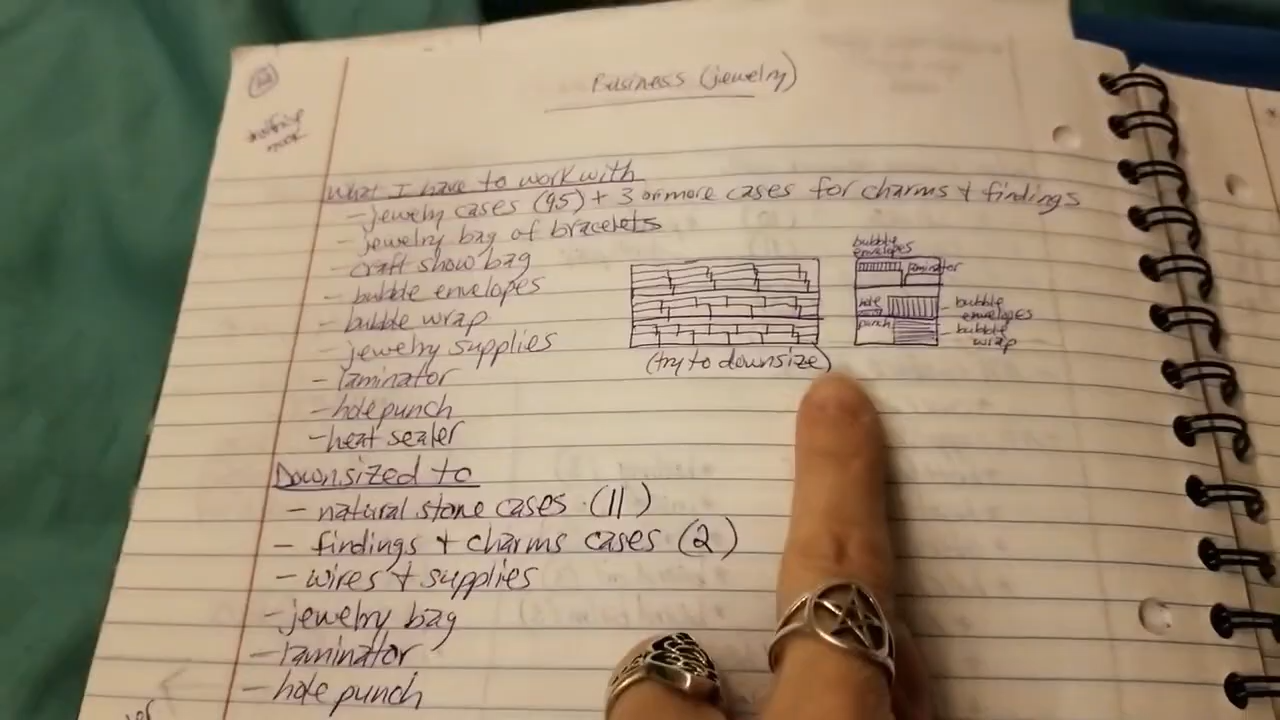 Business (jewelry)
What I have to work with
- jewelry cases (95) + 3 or more cases for charms + findings
- jewelry bag of bracelets
- craft show bag
- bubble envelopes
- bubble wrap
- jewelry supplies
- laminator
- hole punch
- heat sealer
bubble envelopes
laminator
hole punch
bubble envelopes
bubble wrap
(try to downsize)
Downsized to
- natural stone cases (11)
- findings + charms cases (2)
- wires + supplies
- jewelry bag
- laminator
- hole punch